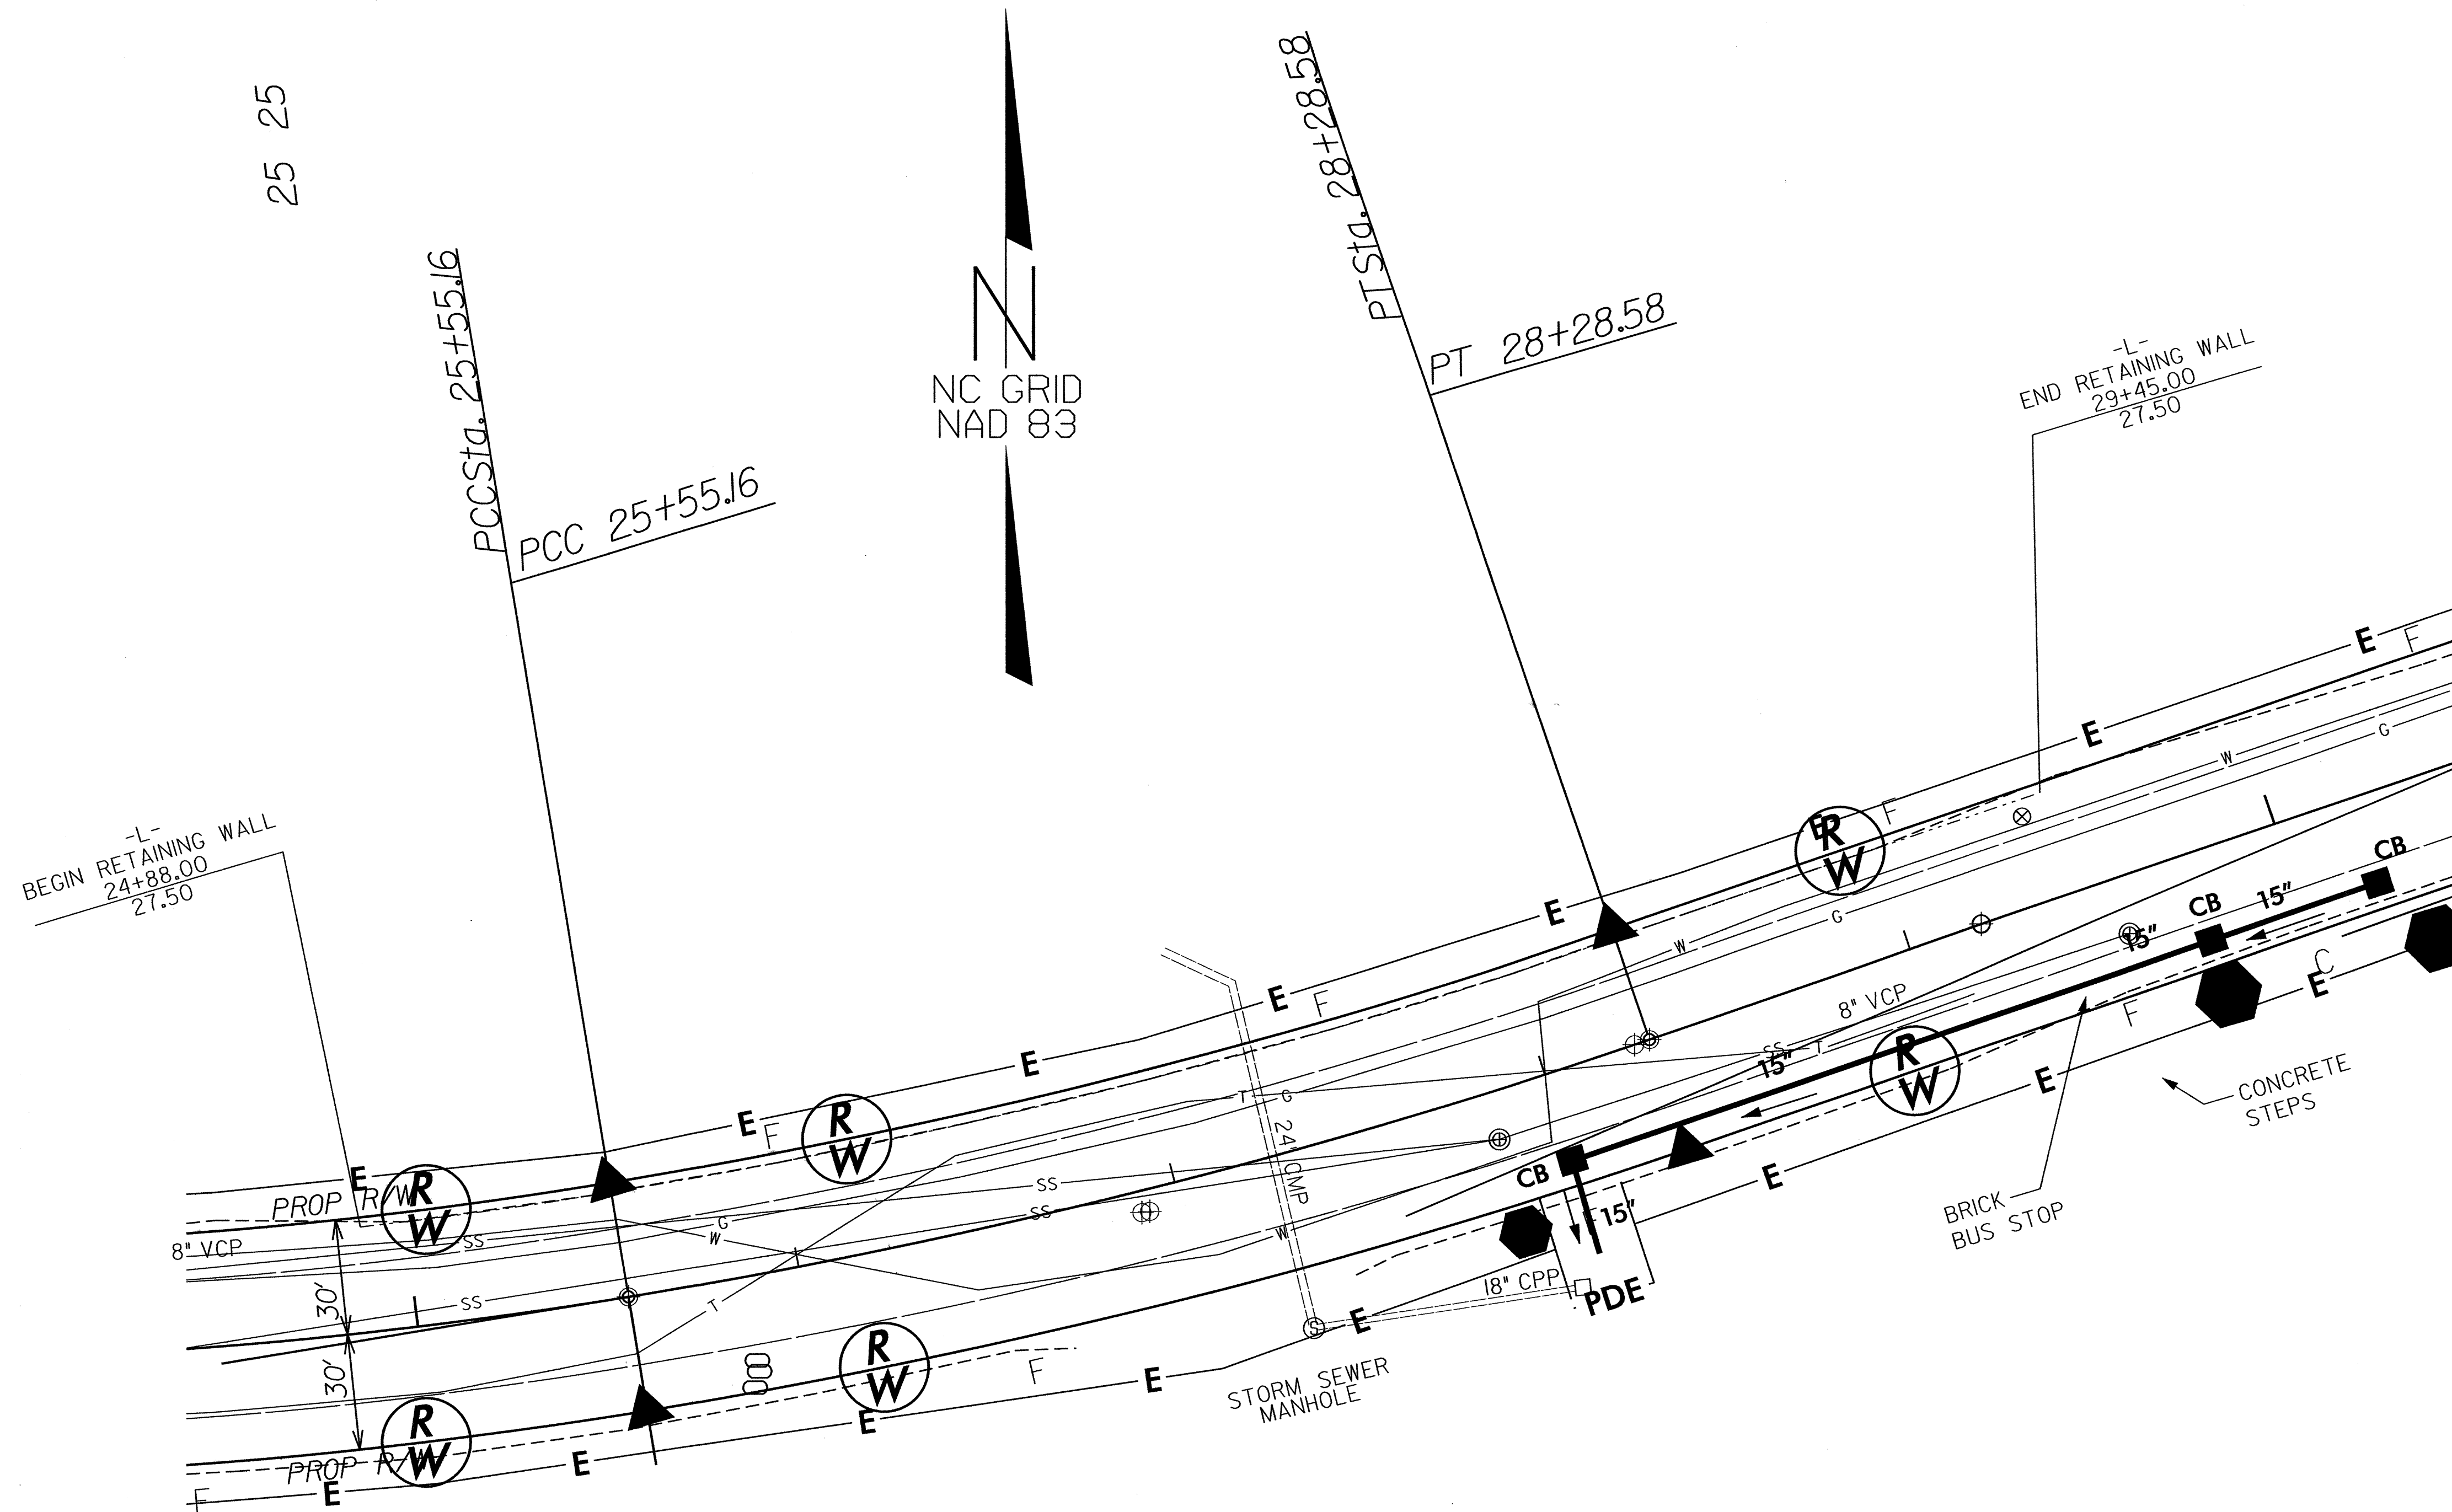 25 25
PCCSta. 25+55.16
PCC 25+55.16
N
NC GRID
NAD 83
PTSta. 28+28.58
PT 28+28.58
-L-
END RETAINING WALL
29+45.00
27.50
-L-
BEGIN RETAINING WALL
24+88.00
27.50
E
F
E
W
G
E
R
W
F
E
W
G
CB
15"
CB
15"
C
E
F
8" VCP
SS
T
15"
R
W
E
CONCRETE
STEPS
BRICK
BUS STOP
E
F
E
E
F
R
W
T
G
24" CMP
E
PROP R/W
R
W
8" VCP
SS
G
W
SS
SS
W
CB
15"
E
18" CPP
PDE
S
E
STORM SEWER
MANHOLE
30'
SS
T
30'
R
W
F
E
E
PROP R/W
R
W
E
F
E